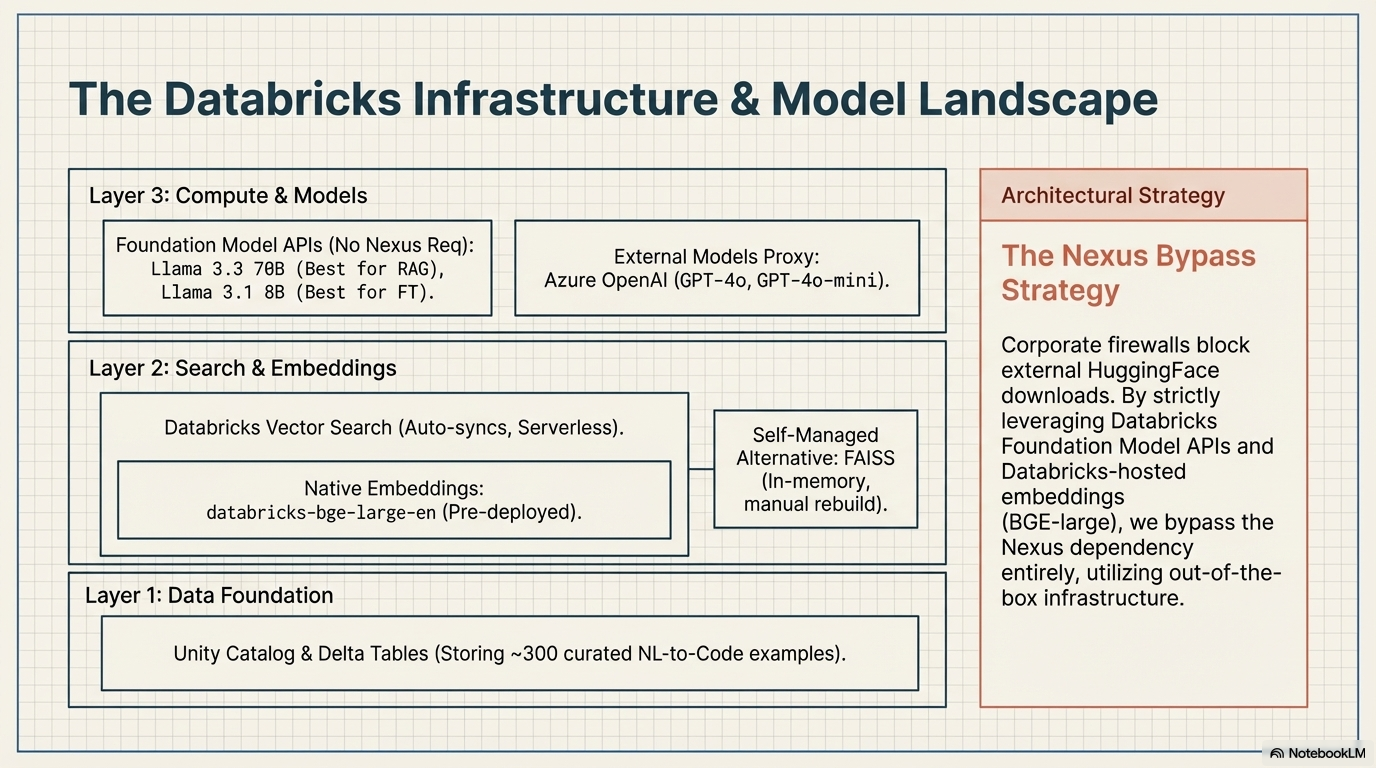 The Databricks Infrastructure & Model Landscape
Layer 3: Compute & Models
Foundation Model APIs (No Nexus Req):
Llama 3.3 70B (Best for RAG),
Llama 3.1 8B (Best for FT).
External Models Proxy:
Azure OpenAI (GPT-4o, GPT-4o-mini).
Layer 2: Search & Embeddings
Databricks Vector Search (Auto-syncs, Serverless).
Native Embeddings:
databricks-bge-large-en (Pre-deployed).
Self-Managed
Alternative: FAISS
(In-memory,
manual rebuild).
Layer 1: Data Foundation
Unity Catalog & Delta Tables (Storing ~300 curated NL-to-Code examples).
Architectural Strategy
The Nexus Bypass
Strategy
Corporate firewalls block
external HuggingFace
downloads. By strictly
leveraging Databricks
Foundation Model APIs and
Databricks-hosted
embeddings
(BGE-large), we bypass the
Nexus dependency
entirely, utilizing out-of-the-
box infrastructure.
NotebookLM